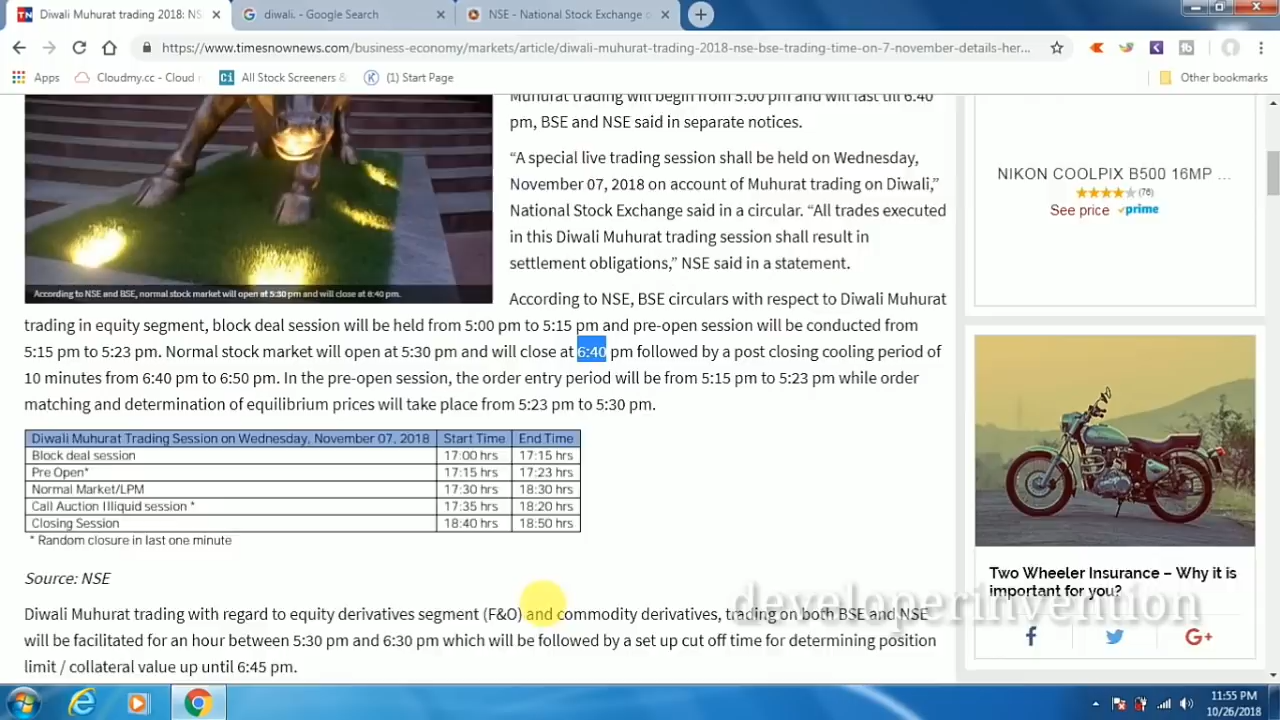 Diwali Muhurat trading 2018: NS
diwali. - Google Search
NSE - National Stock Exchange o
https://www.timesnownews.com/business-economy/markets/article/diwali-muhurat-trading-2018-nse-bse-trading-time-on-7-november-details-her...
Apps
Cloudmy.cc - Cloud
All Stock Screeners &
(1) Start Page
Other bookmarks
According to NSE and BSE, normal stock market will open at 5:30 pm and will close at 6:40 pm.
Muhurat trading will begin from 5.00 pm and will last till 6.40
pm, BSE and NSE said in separate notices.
“A special live trading session shall be held on Wednesday,
November 07, 2018 on account of Muhurat trading on Diwali,”
National Stock Exchange said in a circular. “All trades executed
in this Diwali Muhurat trading session shall result in
settlement obligations,” NSE said in a statement.
According to NSE, BSE circulars with respect to Diwali Muhurat
trading in equity segment, block deal session will be held from 5:00 pm to 5:15 pm and pre-open session will be conducted from
5:15 pm to 5:23 pm. Normal stock market will open at 5:30 pm and will close at 6:40 pm followed by a post closing cooling period of
10 minutes from 6:40 pm to 6:50 pm. In the pre-open session, the order entry period will be from 5:15 pm to 5:23 pm while order
matching and determination of equilibrium prices will take place from 5:23 pm to 5:30 pm.
Diwali Muhurat Trading Session on Wednesday, November 07, 2018 Start Time End Time
Block deal session 17:00 hrs 17:15 hrs
Pre Open* 17:15 hrs 17:23 hrs
Normal Market/LPM 17:30 hrs 18:30 hrs
Call Auction Illiquid session * 17:35 hrs 18:20 hrs
Closing Session 18:40 hrs 18:50 hrs
* Random closure in last one minute
Source: NSE
Diwali Muhurat trading with regard to equity derivatives segment (F&O) and commodity derivatives, trading on both BSE and NSE
will be facilitated for an hour between 5:30 pm and 6:30 pm which will be followed by a set up cut off time for determining position
limit / collateral value up until 6:45 pm.
NIKON COOLPIX B500 16MP ...
(76)
See price prime
Two Wheeler Insurance – Why it is
important for you?
developerinvention
11:55 PM
10/26/2018